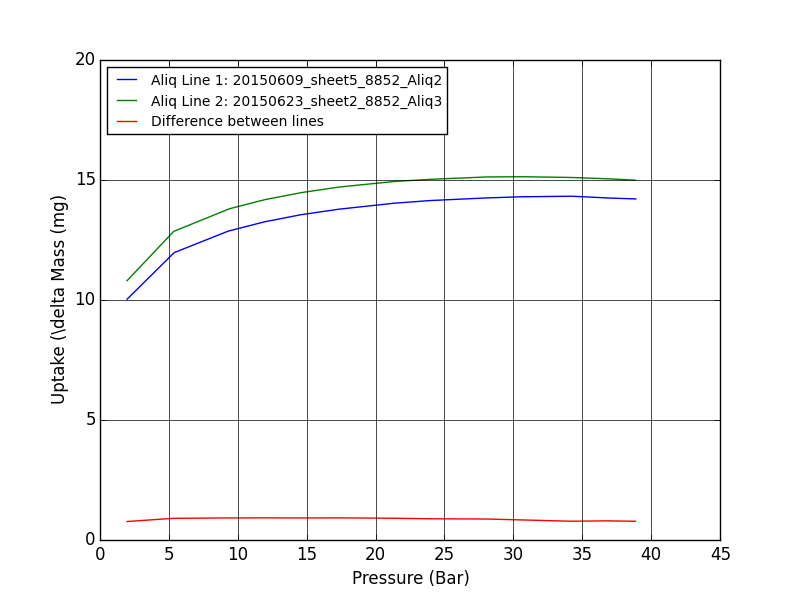 20
Aliq Line 1: 20150609_sheet5_8852_Aliq2
Aliq Line 2: 20150623_sheet2_8852_Aliq3
Difference between lines
15
10
5
0
Uptake (\delta Mass (mg)
0 5 10 15 20 25 30 35 40 45
Pressure (Bar)